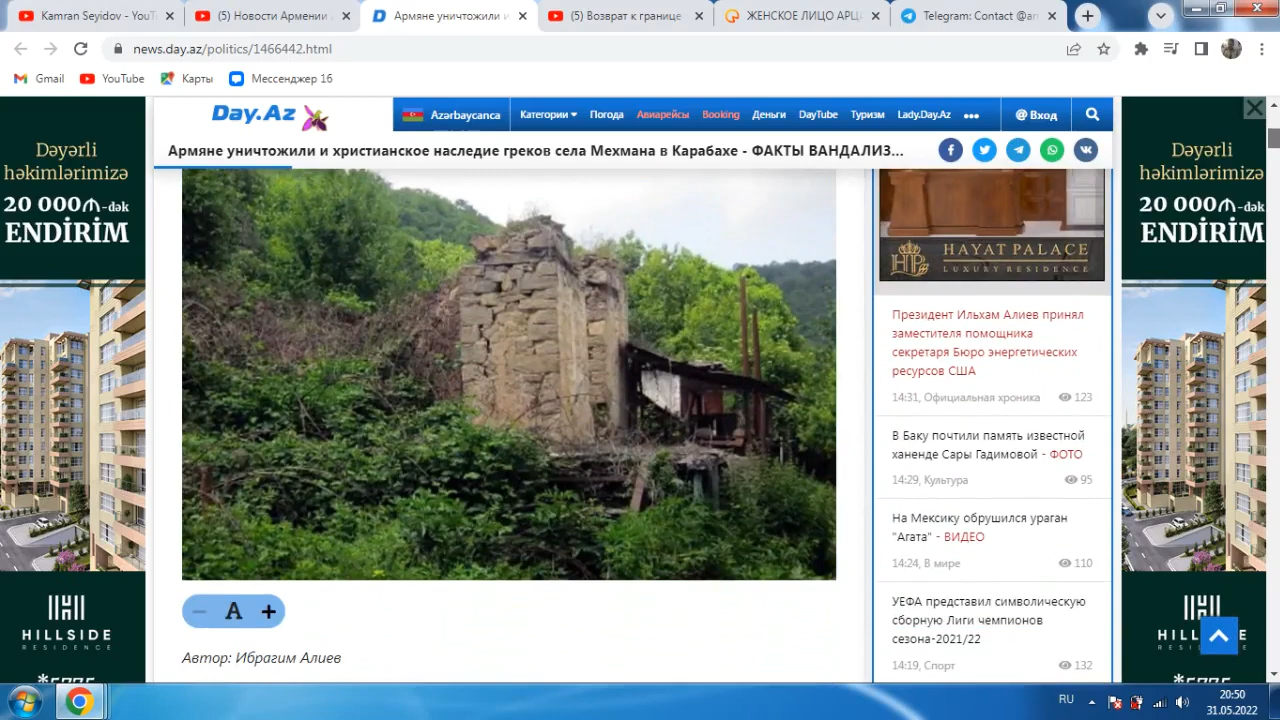 Kamran Seyidov - YouT
(5) Новости Армении
Армяне уничтожили и
(5) Возврат к границе
ЖЕНСКОЕ ЛИЦО АРЦ
Telegram: Contact @ar
news.day.az/politics/1466442.html
Gmail
YouTube
Карты
Мессенджер 16
Day.Az
Azərbaycanca
Категории
Погода
Авиарейсы
Booking
Деньги
DayTube
Туризм
Lady.Day.Az
Вход
Армяне уничтожили и христианское наследие греков села Мехмана в Карабахе - ФАКТЫ ВАНДАЛИЗ...
Dəyərli
həkimlərimizə
20 000₼-dək
ENDİRİM
HILLSIDE
RESIDENCE
A
Автор: Ибрагим Алиев
HP
HAYAT PALACE
LUXURY RESIDENCE
Президент Ильхам Алиев принял
заместителя помощника
секретаря Бюро энергетических
ресурсов США
14:31, Официальная хроника 123
В Баку почтили память известной
ханенде Сары Гадимовой - ФОТО
14:29, Культура 95
На Мексику обрушился ураган
"Агата" - ВИДЕО
14:24, В мире 110
УЕФА представил символическую
сборную Лиги чемпионов
сезона-2021/22
14:19, Спорт 132
Dəyərli
həkimlərimizə
20 000₼-dək
ENDİRİM
RESIDENCE
RU
20:50
31.05.2022